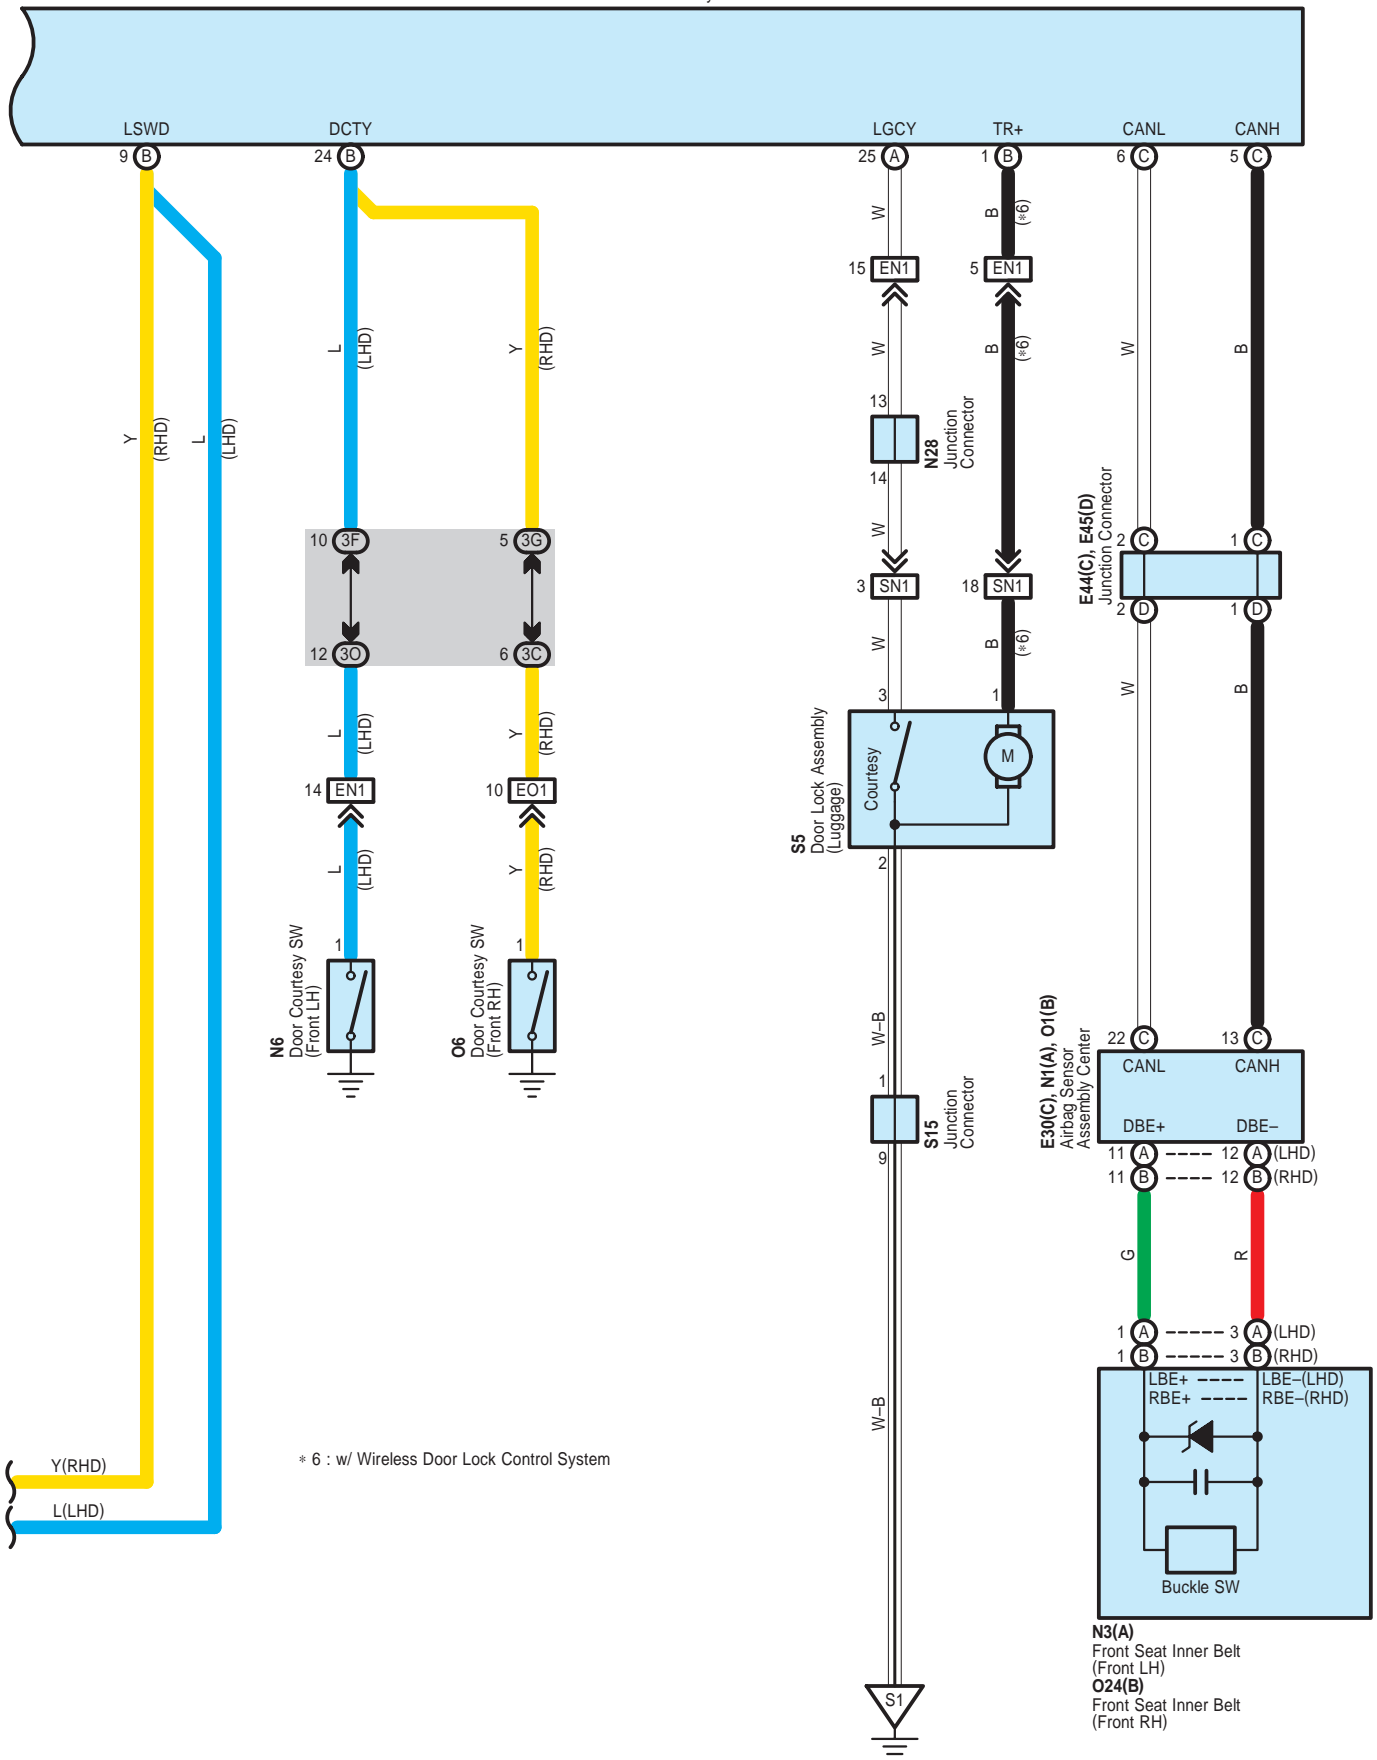 LSWD
DCTY
LGCY
TR+
CANL
CANH
9 B
24 B
25 A
1 B
6 C
5 C
W
B
(∗6)
15 EN1
5 EN1
L
(LHD)
Y
(RHD)
W
B
(∗6)
W
B
Y
(RHD)
L
(LHD)
13
N28
Junction
Connector
14
W
E44(C), E45(D)
Junction Connector
10 3F
5 3G
2 C
1 C
3 SN1
18 SN1
2 D
1 D
12 3O
6 3C
W
B
(∗6)
W
B
L
(LHD)
Y
(RHD)
3
1
S5
Door Lock Assembly
(Luggage)
Courtesy
M
14 EN1
10 EO1
2
L
(LHD)
Y
(RHD)
1
1
N6
Door Courtesy SW
(Front LH)
O6
Door Courtesy SW
(Front RH)
W–B
22 C
13 C
E30(C), N1(A), O1(B)
Airbag Sensor
Assembly Center
CANL
CANH
DBE+
DBE–
1
S15
Junction
Connector
9
11 A
12 A (LHD)
11 B
12 B (RHD)
G
R
1 A
3 A (LHD)
1 B
3 B (RHD)
LBE+
LBE–(LHD)
RBE+
RBE–(RHD)
W–B
∗ 6 : w/ Wireless Door Lock Control System
Y(RHD)
L(LHD)
Buckle SW
N3(A)
Front Seat Inner Belt
(Front LH)
O24(B)
Front Seat Inner Belt
(Front RH)
S1